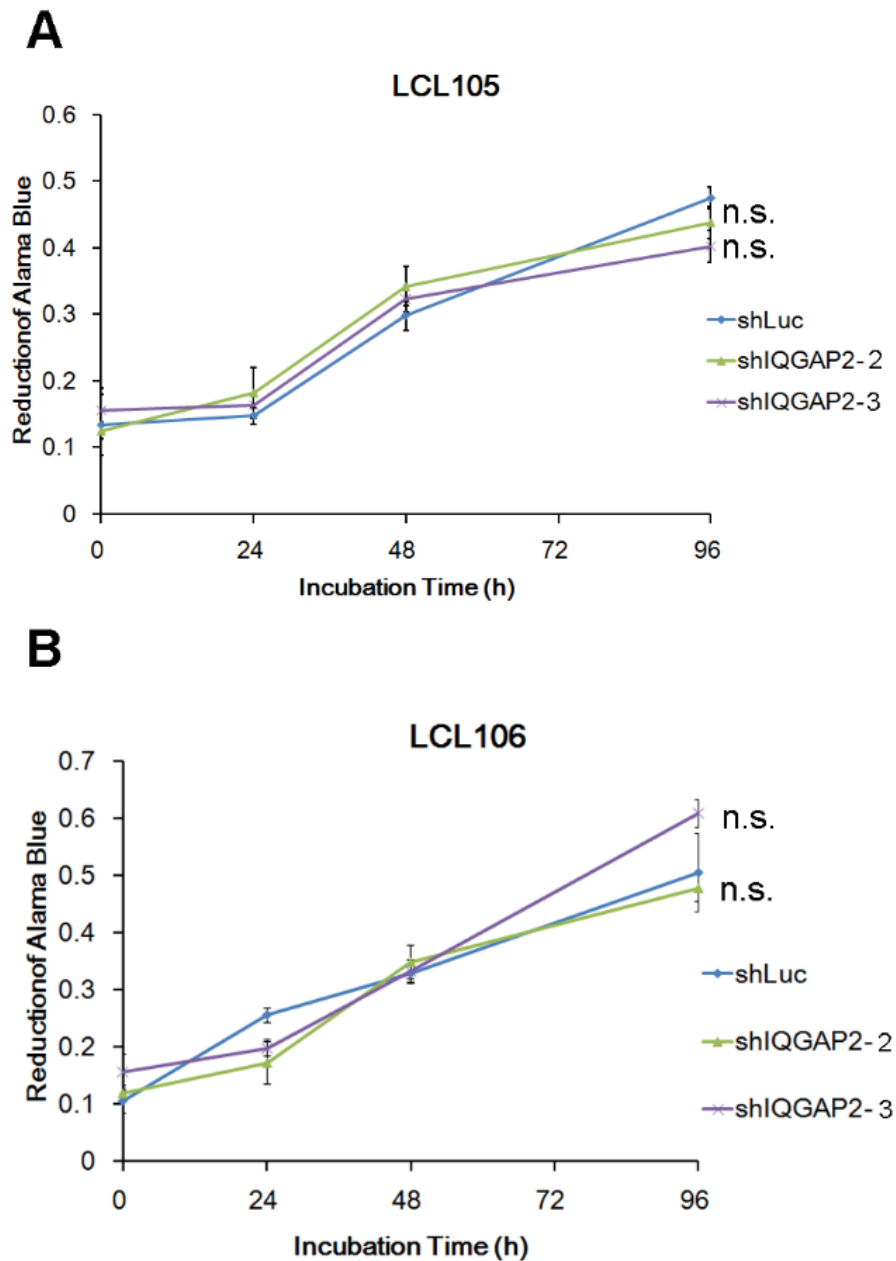 A
LCL105
0.6
0.5
0.4
0.3
0.2
0.1
0
Reductionof Alama Blue
n.s.
n.s.
shLuc
shIQGAP2-2
shIQGAP2-3
0 24 48 72 96
Incubation Time (h)
B
LCL106
0.7
0.6
0.5
0.4
0.3
0.2
0.1
0
Reductionof Alama Blue
n.s.
n.s.
shLuc
shIQGAP2-2
shIQGAP2-3
0 24 48 72 96
Incubation Time (h)